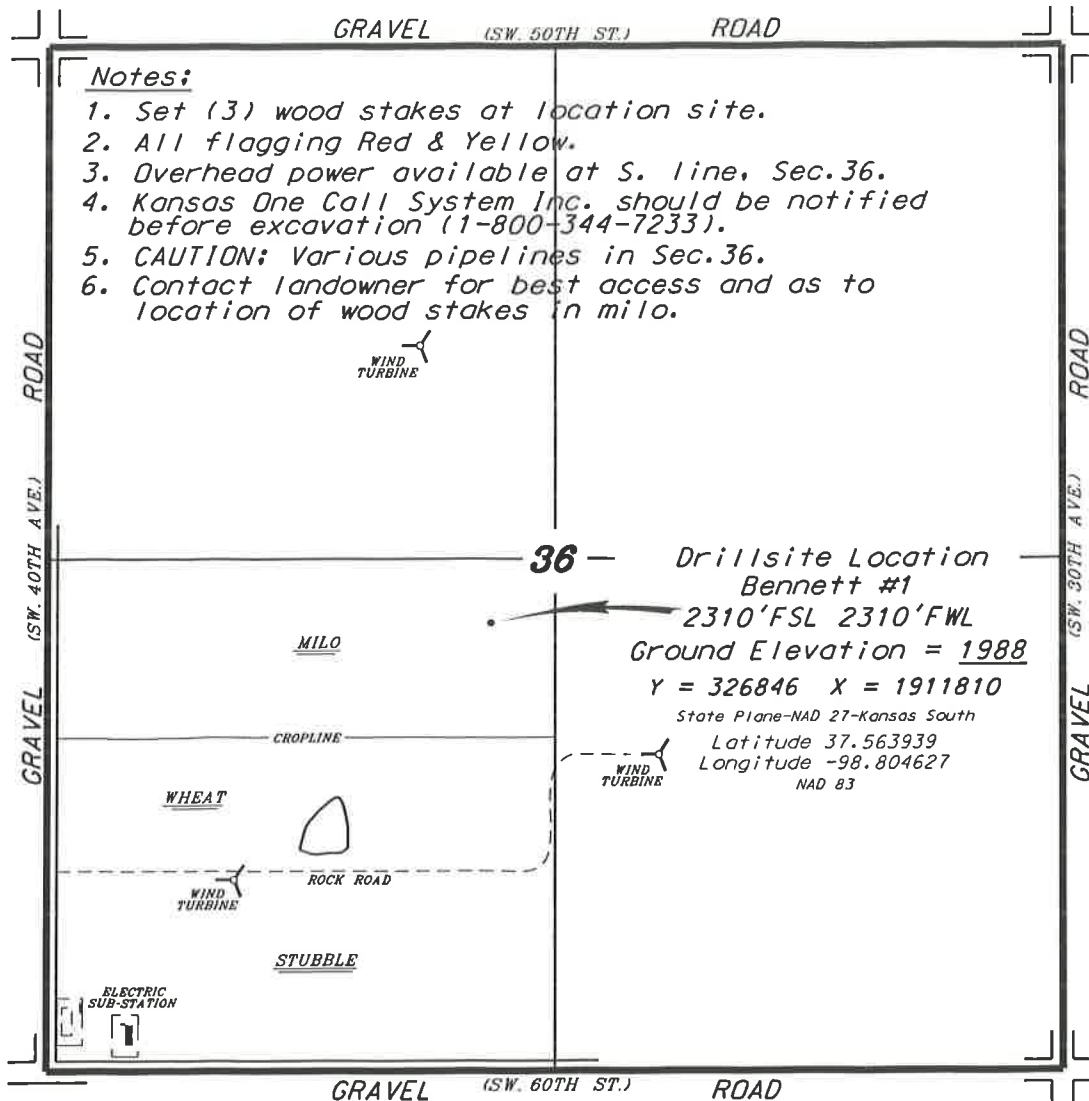 GRAVEL (SW. 50TH ST.) ROAD
Notes:
1. Set (3) wood stakes at location site.
2. All flagging Red & Yellow.
3. Overhead power available at S. line, Sec.36.
4. Kansas One Call System Inc. should be notified
before excavation (1-800-344-7233).
5. CAUTION: Various pipelines in Sec.36.
6. Contact landowner for best access and as to
location of wood stakes in milo.
WIND
TURBINE
GRAVEL (SW. 40TH AVE.) ROAD
GRAVEL (SW. 30TH AVE.) ROAD
36
Drillsite Location
Bennett #1
2310'FSL 2310'FWL
Ground Elevation = 1988
Y = 326846 X = 1911810
State Plane-NAD 27-Kansas South
Latitude 37.563939
Longitude -98.804627
NAD 83
MILO
CROPLINE
WIND
TURBINE
WHEAT
ROCK ROAD
WIND
TURBINE
STUBBLE
ELECTRIC
SUB-STATION
GRAVEL (SW. 60TH ST.) ROAD